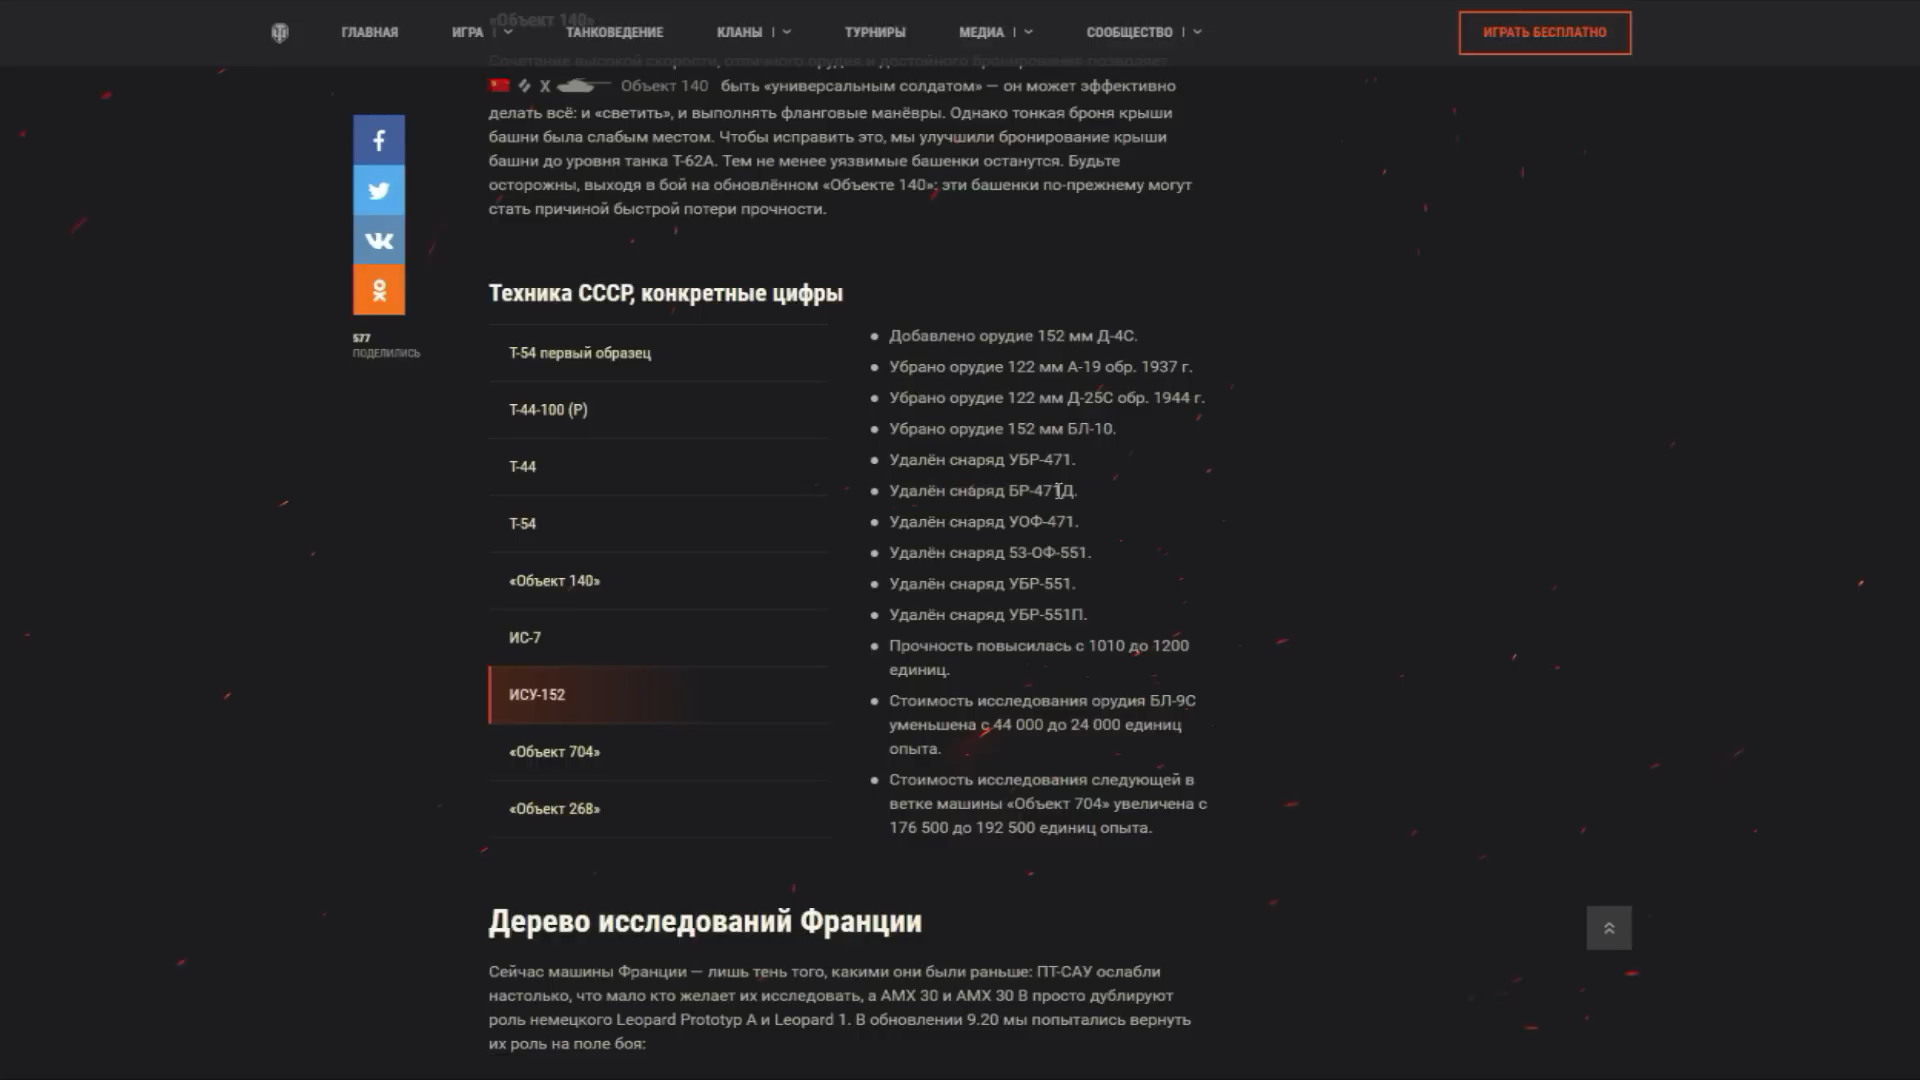 ГЛАВНАЯ ИГРА ТАНКОВЕДЕНИЕ КЛАНЫ ТУРНИРЫ МЕДИА СООБЩЕСТВО ИГРАТЬ БЕСПЛАТНО
«Объект 140»
Сочетание высокой скорости, отличного орудия и достойного бронирования позволяет
X Объект 140 быть «универсальным солдатом» — он может эффективно
делать всё: и «светить», и выполнять фланговые манёвры. Однако тонкая броня крыши
башни была слабым местом. Чтобы исправить это, мы улучшили бронирование крыши
башни до уровня танка Т-62А. Тем не менее уязвимые башенки останутся. Будьте
осторожны, выходя в бой на обновлённом «Объекте 140»: эти башенки по-прежнему могут
стать причиной быстрой потери прочности.
577
ПОДЕЛИЛИСЬ
Техника СССР, конкретные цифры
Т-54 первый образец
Т-44-100 (Р)
Т-44
Т-54
«Объект 140»
ИС-7
ИСУ-152
«Объект 704»
«Объект 268»
Добавлено орудие 152 мм Д-4С.
Убрано орудие 122 мм А-19 обр. 1937 г.
Убрано орудие 122 мм Д-25С обр. 1944 г.
Убрано орудие 152 мм БЛ-10.
Удалён снаряд УБР-471.
Удалён снаряд БР-471Д.
Удалён снаряд УОФ-471.
Удалён снаряд 53-ОФ-551.
Удалён снаряд УБР-551.
Удалён снаряд УБР-551П.
Прочность повысилась с 1010 до 1200
единиц.
Стоимость исследования орудия БЛ-9С
уменьшена с 44 000 до 24 000 единиц
опыта.
Стоимость исследования следующей в
ветке машины «Объект 704» увеличена с
176 500 до 192 500 единиц опыта.
Дерево исследований Франции
Сейчас машины Франции — лишь тень того, какими они были раньше: ПТ-САУ ослабли
настолько, что мало кто желает их исследовать, а AMX 30 и AMX 30 B просто дублируют
роль немецкого Leopard Prototyp A и Leopard 1. В обновлении 9.20 мы попытались вернуть
их роль на поле боя: